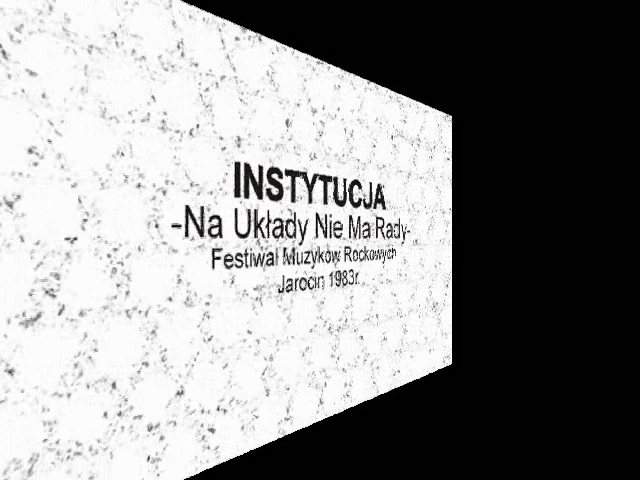 INSTYTUCJA
-Na Układy Nie Ma Rady-
Festiwal Muzyków Rockowych
Jarocin 1983r.